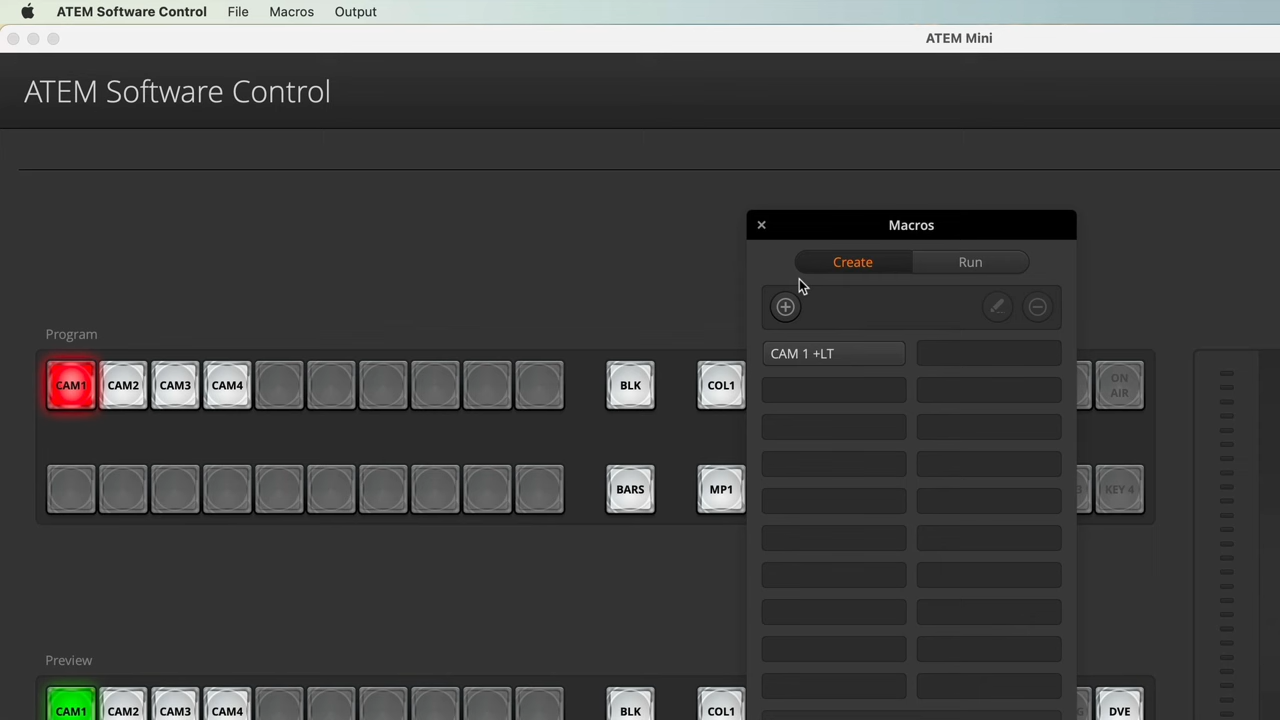 ATEM Software Control File Macros Output
ATEM Mini
ATEM Software Control
Macros
Create Run
CAM 1 +LT
Program
CAM1 CAM2 CAM3 CAM4 BLK COL1 ON AIR
BARS MP1 KEY 4
Preview
CAM1 CAM2 CAM3 CAM4 BLK COL1 DVE